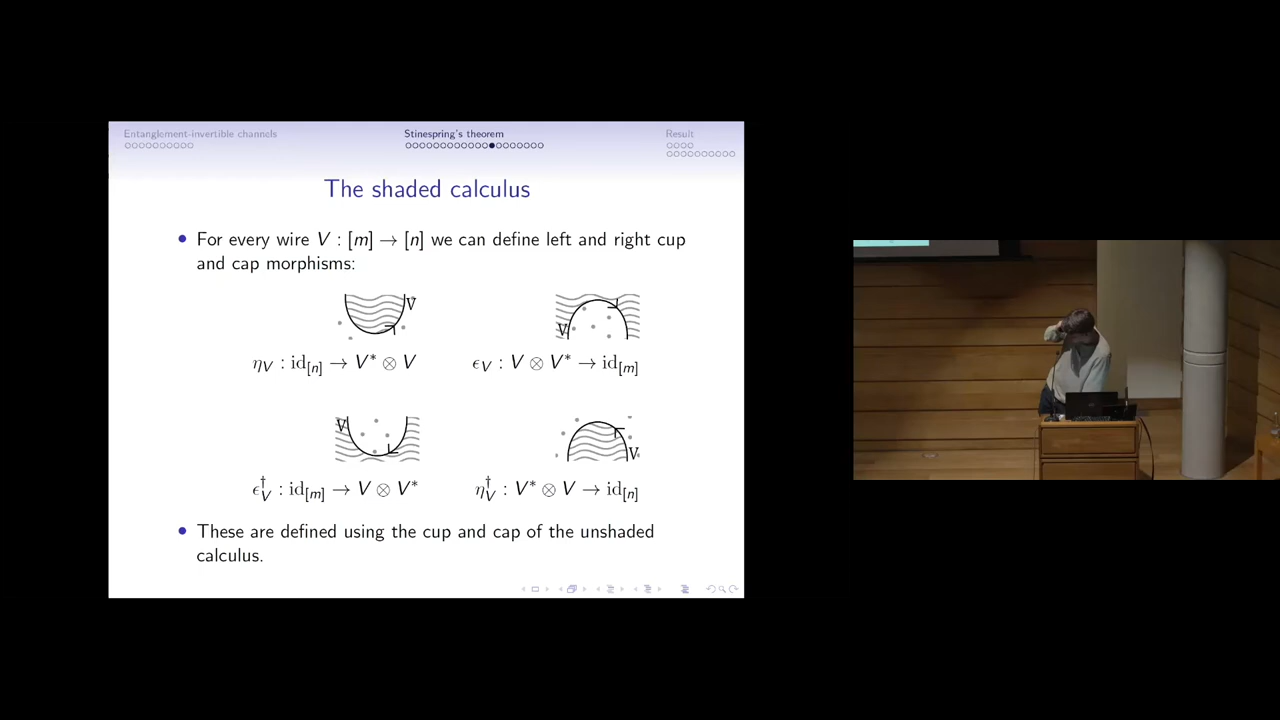 Entanglement-invertible channels
Stinespring's theorem
Result
The shaded calculus
• For every wire V : [m] → [n] we can define left and right cup
and cap morphisms:
V
V
η_V : id_[n] → V* ⊗ V
ϵ_V : V ⊗ V* → id_[m]
V
V
ϵ†_V : id_[m] → V ⊗ V*
η†_V : V* ⊗ V → id_[n]
• These are defined using the cup and cap of the unshaded
calculus.